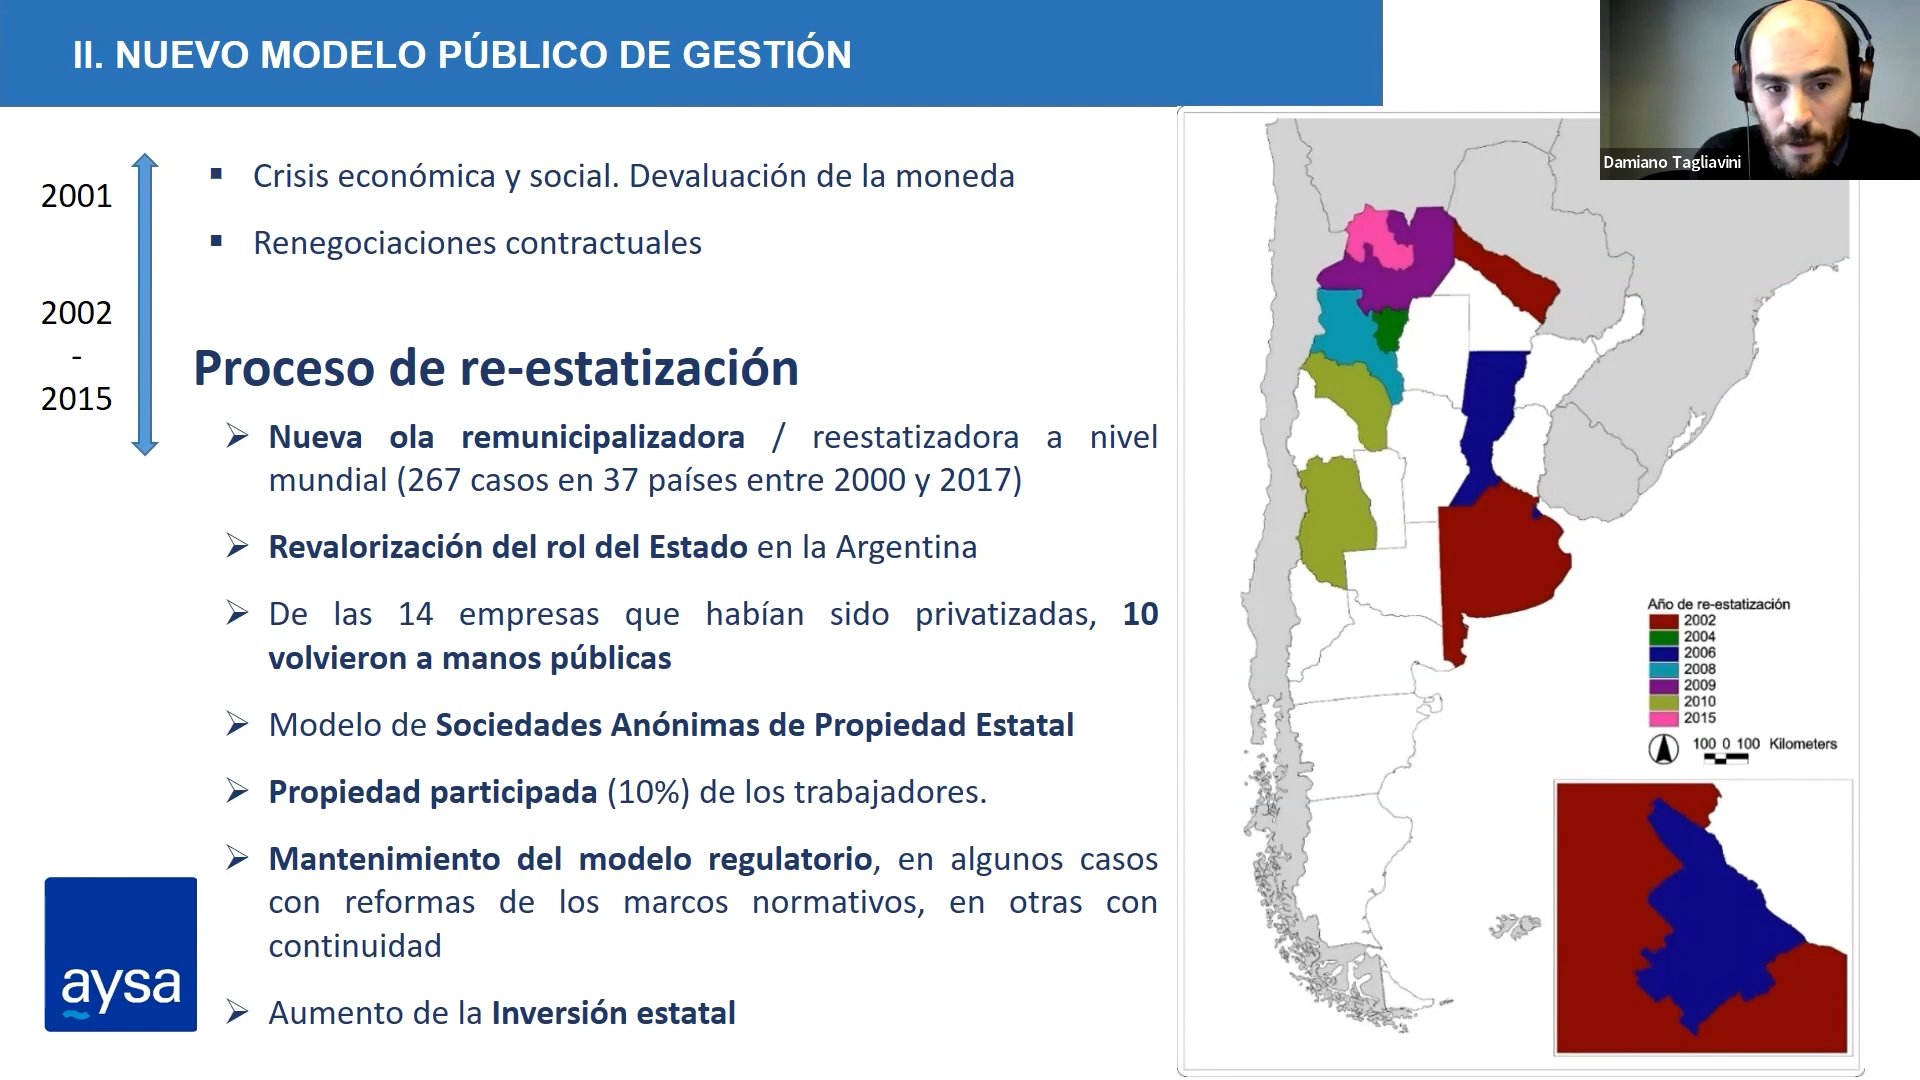 II. NUEVO MODELO PÚBLICO DE GESTIÓN
Damiano Tagliavini
2001
2002
-
2015
▪ Crisis económica y social. Devaluación de la moneda
▪ Renegociaciones contractuales
Proceso de re-estatización
➢ Nueva ola remunicipalizadora / reestatizadora a nivel
mundial (267 casos en 37 países entre 2000 y 2017)
➢ Revalorización del rol del Estado en la Argentina
➢ De las 14 empresas que habían sido privatizadas, 10
volvieron a manos públicas
➢ Modelo de Sociedades Anónimas de Propiedad Estatal
➢ Propiedad participada (10%) de los trabajadores.
➢ Mantenimiento del modelo regulatorio, en algunos casos
con reformas de los marcos normativos, en otras con
continuidad
➢ Aumento de la Inversión estatal
aysa
Año de re-estatización
2002
2004
2006
2008
2009
2010
2015
100 0 100 Kilometers